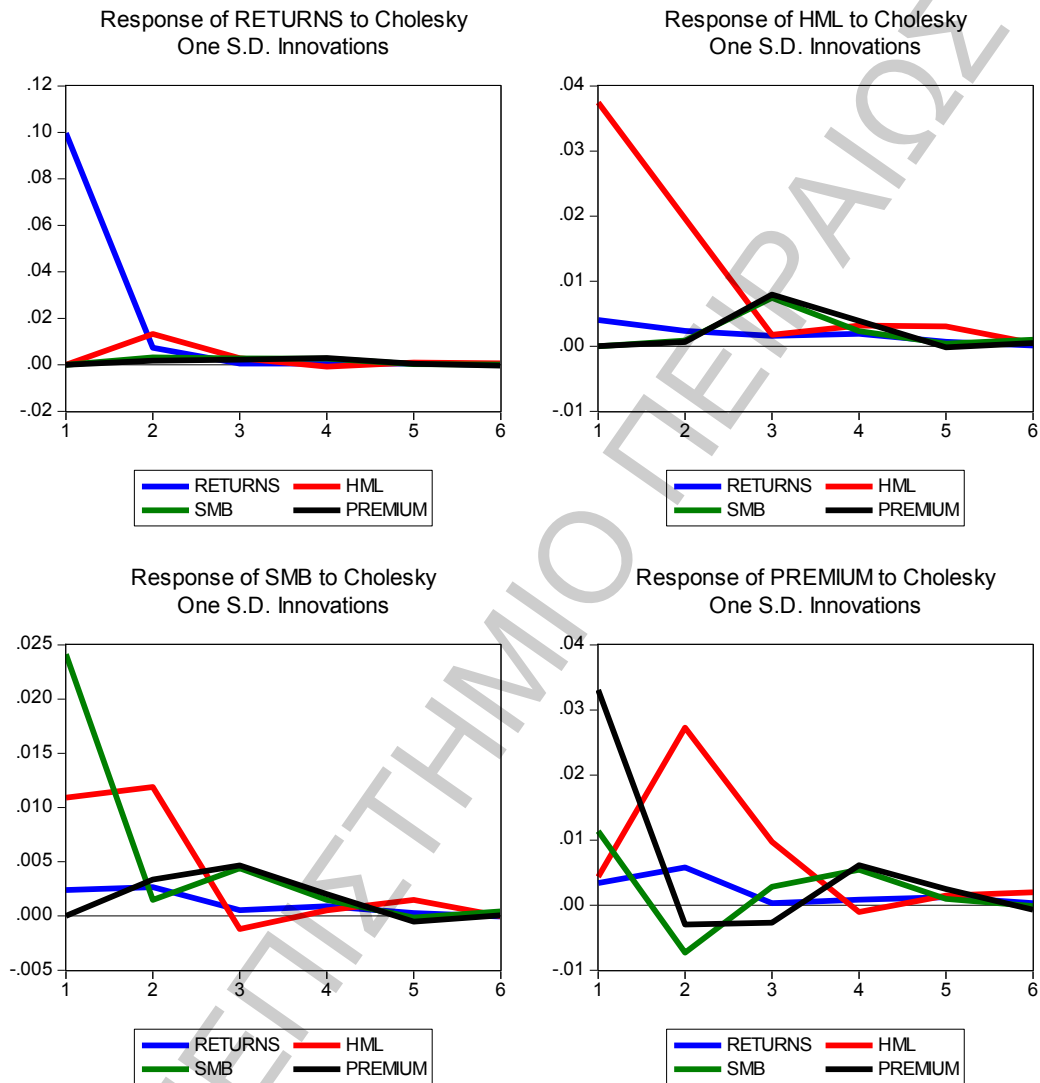 Response of RETURNS to Cholesky
One S.D. Innovations
.12
.10
.08
.06
.04
.02
.00
-.02
1 2 3 4 5 6
RETURNS HML
SMB PREMIUM
Response of HML to Cholesky
One S.D. Innovations
.04
.03
.02
.01
.00
-.01
1 2 3 4 5 6
RETURNS HML
SMB PREMIUM
Response of SMB to Cholesky
One S.D. Innovations
.025
.020
.015
.010
.005
.000
-.005
1 2 3 4 5 6
RETURNS HML
SMB PREMIUM
Response of PREMIUM to Cholesky
One S.D. Innovations
.04
.03
.02
.01
.00
-.01
1 2 3 4 5 6
RETURNS HML
SMB PREMIUM
ΠΕΙΡΑΙΩΣ